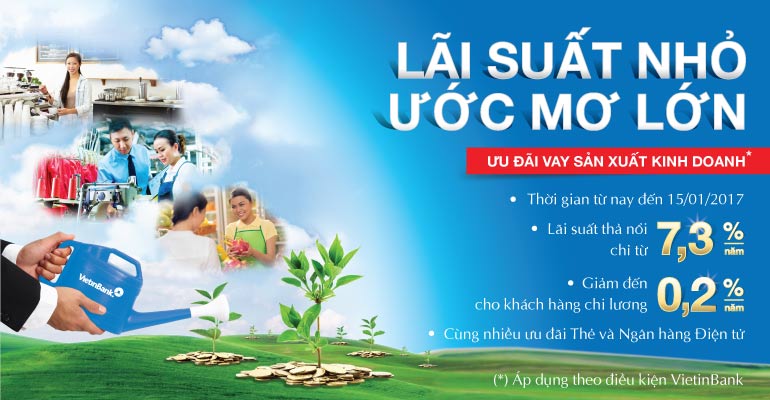 LÃI SUẤT NHỎ
ƯỚC MƠ LỚN
ƯU ĐÃI VAY SẢN XUẤT KINH DOANH*
• Thời gian từ nay đến 15/01/2017
• Lãi suất thả nổi
chỉ từ 7,3 %/năm
• Giảm đến
cho khách hàng chi lương 0,2 %/năm
• Cùng nhiều ưu đãi Thẻ và Ngân hàng Điện tử
(*) Áp dụng theo điều kiện VietinBank
VietinBank